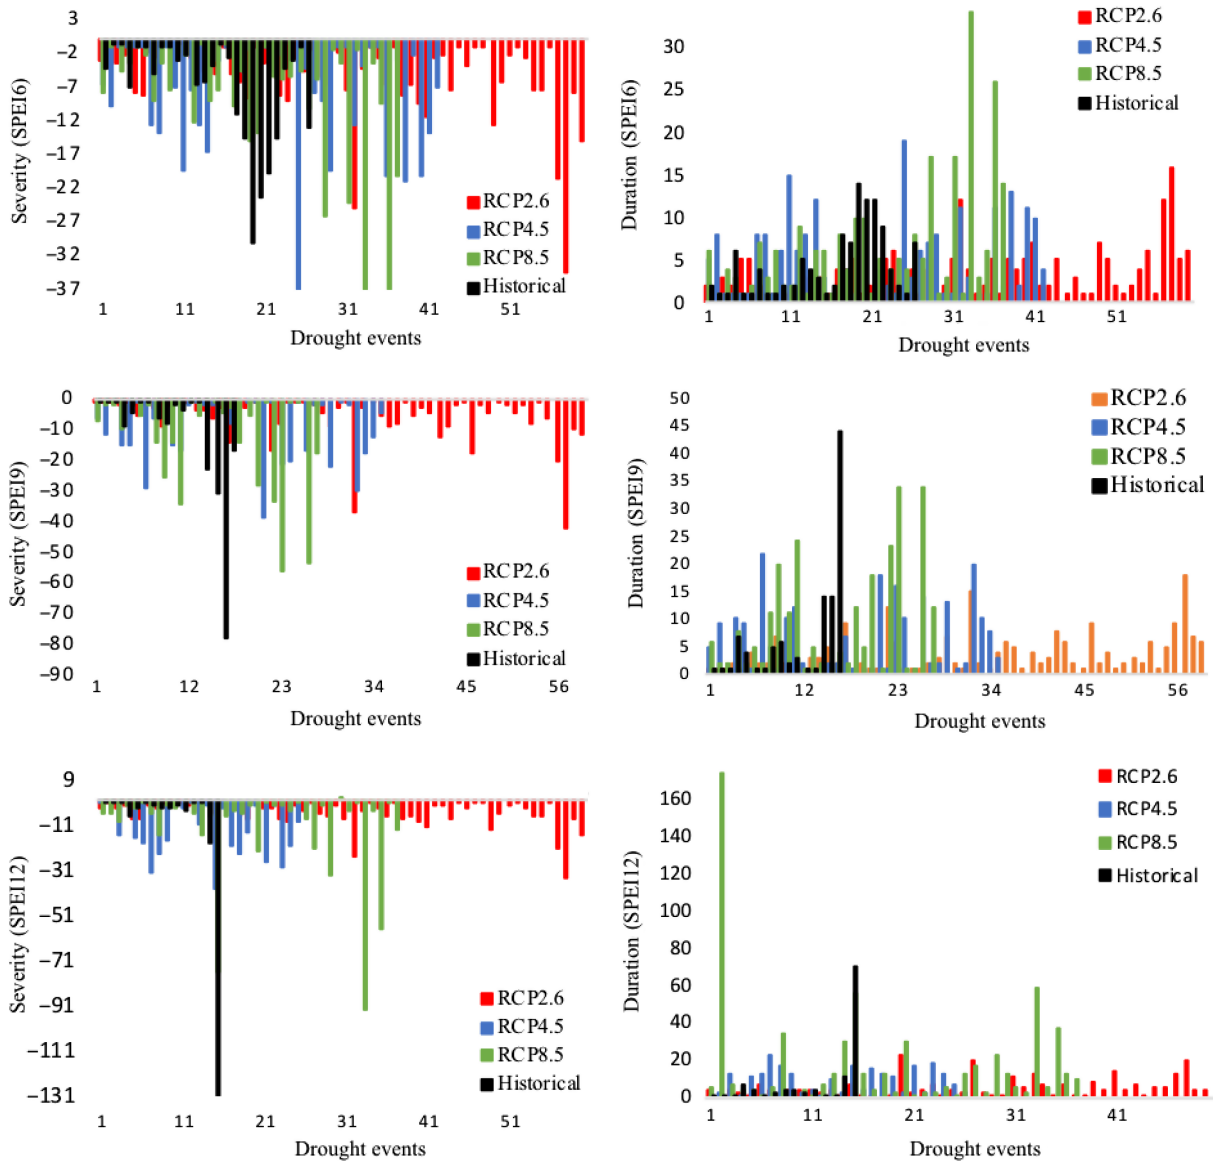 3
−2
−7
−12
−17
−22
−27
−32
−37
Severity (SPEI6)
RCP2.6
RCP4.5
RCP8.5
Historical
1 11 21 31 41 51
Drought events
30
25
20
15
10
5
0
Duration (SPEI6)
RCP2.6
RCP4.5
RCP8.5
Historical
1 11 21 31 41 51
Drought events
0
−10
−20
−30
−40
−50
−60
−70
−80
−90
Severity (SPEI9)
RCP2.6
RCP4.5
RCP8.5
Historical
1 12 23 34 45 56
Drought events
50
45
40
35
30
25
20
15
10
5
0
Duration (SPEI9)
RCP2.6
RCP4.5
RCP8.5
Historical
1 12 23 34 45 56
Drought events
9
−11
−31
−51
−71
−91
−111
−131
Severity (SPEI12)
RCP2.6
RCP4.5
RCP8.5
Historical
1 11 21 31 41 51
Drought events
160
140
120
100
80
60
40
20
0
Duration (SPEI12)
RCP2.6
RCP4.5
RCP8.5
Historical
1 11 21 31 41
Drought events